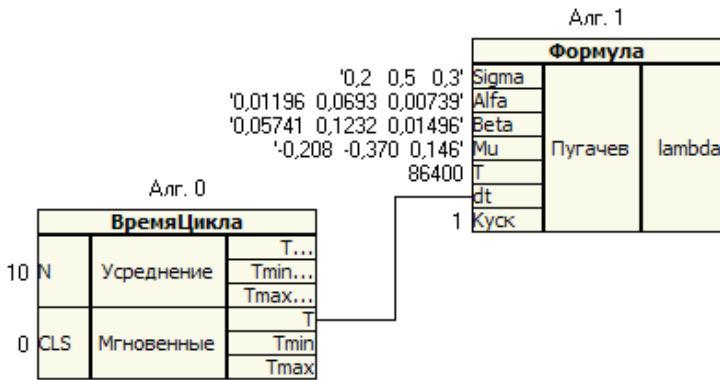 Алг. 1
Формула
'0,2 0,5 0,3' Sigma
'0,01196 0,0693 0,00739' Alfa
'0,05741 0,1232 0,01496' Beta
'-0,208 -0,370 0,146' Mu
Пугачев
lambda
86400 T
dt
1 Куск
Алг. 0
ВремяЦикла
10 N
Усреднение
T...
Tmin...
Tmax...
0 CLS
Мгновенные
T
Tmin
Tmax